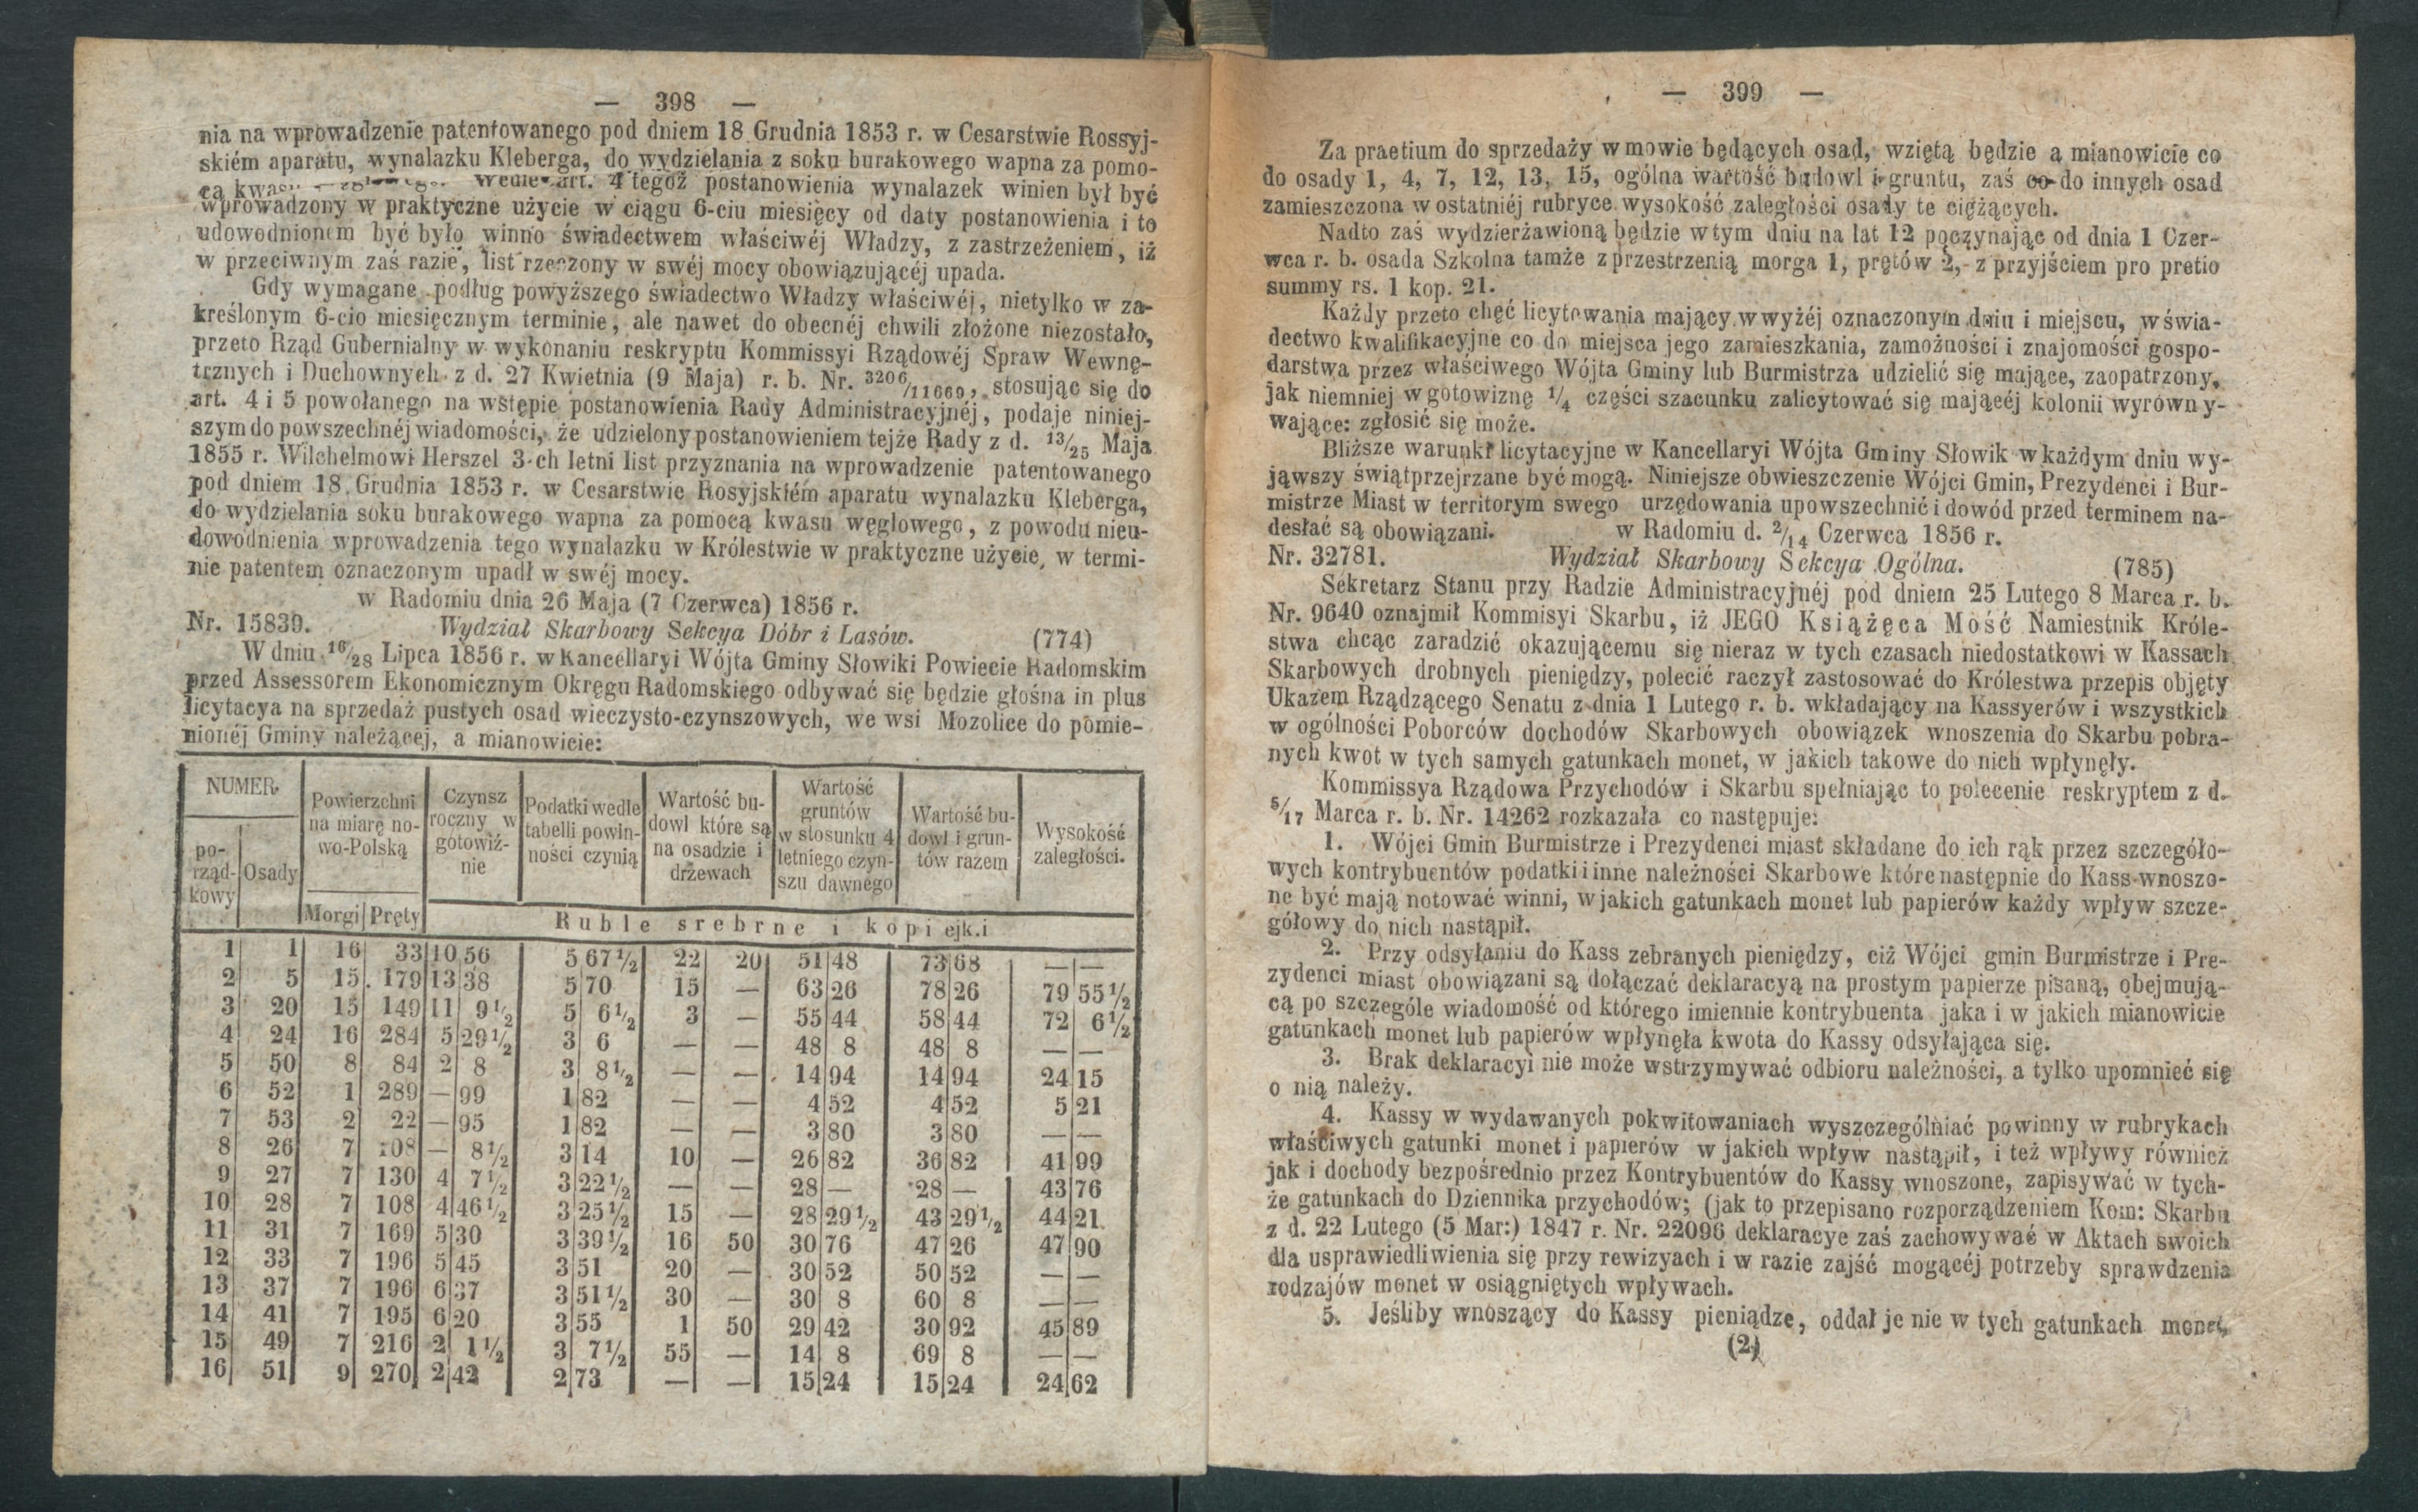 — 398 —
nia na wprowadzenie patentowanego pod dniem 18 Grudnia 1853 r. w Cesarstwie Rossyj-
skiém aparatu, wynalazku Kleberga, do wydzielania z soku burakowego wapna za pomo-
cą Wedle art. 4 tegóż postanowienia wynalazek winien był być
wprowadzony w praktyczne użycie w ciągu 6-ciu miesięcy od daty postanowienia i to
udowodnioném być było winno świadectwem właściwéj Władzy, z zastrzeżeniem, iż
w przeciwnym zaś razie, list rzeczony w swéj mocy obowiązującéj upada.
Gdy wymagane podług powyższego świadectwo Władzy właściwéj, nietylko w za-
kreślonym 6-cio miesięcznym terminie, ale nawet do obecnéj chwili złożone niezostało,
przeto Rząd Gubernialny w wykonaniu reskryptu Kommissyi Rządowéj Spraw Wewnę-
trznych i Duchownych z d. 27 Kwietnia (9 Maja) r. b. Nr. 3206/11669, stosując się do
art. 4 i 5 powołanego na wstępie postanowienia Rady Administracyjnéj, podaje niniej-
szym do powszechnéj wiadomości, że udzielony postanowieniem tejże Rady z d. 13/25 Maja
1855 r. Wilchelmowi Herszel 3-ch letni list przyznania na wprowadzenie patentowanego
pod dniem 18 Grudnia 1853 r. w Cesarstwie Rosyjskiém aparatu wynalazku Kleberga,
do wydzielania soku burakowego wapna za pomocą kwasu węglowego, z powodu nieu-
dowodnienia wprowadzenia tego wynalazku w Królestwie w praktyczne użycie, w termi-
nie patentem oznaczonym upadł w swéj mocy.
w Radomiu dnia 26 Maja (7 Czerwca) 1856 r.
Nr. 15839. Wydział Skarbowy Sekcya Dóbr i Lasów. (774)
W dniu 16/28 Lipca 1856 r. w Kancellaryi Wójta Gminy Słowiki Powiecie Radomskim
przed Assessorem Ekonomicznym Okręgu Radomskiego odbywać się będzie głośna in plus
licytacya na sprzedaż pustych osad wieczysto-czynszowych, we wsi Mozolice do pomie-
nionéj Gminy należącej, a mianowicie:
NUMER
po-
rząd-
kowy
Osady
Powierzchni
na miarę no-
wo-Polską
Morgi Pręty
Czynsz
roczny w
gotowiź-
nie
Podatki wedle
tabelli powin-
ności czynią
Wartość bu-
dowl które są
na osadzie i
drzewach
Wartość
gruntów
w stosunku 4
letniego czyn-
szu dawnego
Wartość bu-
dowl i grun-
tów razem
Wysokość
zaległości.
Ruble srebrne i kopiejk.i
1 1 16 33 10 56 5 67½ 22 20 51 48 73 68 — —
2 5 15 179 13 38 5 70 15 — 63 26 78 26 79 55½
3 20 15 149 11 9½ 5 6½ 3 — 55 44 58 44 72 6½
4 24 16 284 5 29½ 3 6 — — 48 8 48 8 — —
5 50 8 84 2 8 3 8½ — — 14 94 14 94 24 15
6 52 1 289 — 99 1 82 — — 4 52 4 52 5 21
7 53 2 22 — 95 1 82 — — 3 80 3 80 — —
8 26 7 108 — 8½ 3 14 10 — 26 82 36 82 41 99
9 27 7 130 4 7½ 3 22½ — — 28 — 28 — 43 76
10 28 7 108 4 46½ 3 25½ 15 — 28 29½ 43 29½ 44 21
11 31 7 169 5 30 3 39½ 16 50 30 76 47 26 47 90
12 33 7 196 5 45 3 51 20 — 30 52 50 52 — —
13 37 7 196 6 37 3 51½ 30 — 30 8 60 8 — —
14 41 7 195 6 20 3 55 1 50 29 42 30 92 45 89
15 49 7 216 2 1½ 3 7½ 55 — 14 8 69 8 — —
16 51 9 270 2 42 2 73 — — 15 24 15 24 24 62
— 399 —
Za praetium do sprzedaży w mowie będących osad, wziętą będzie a mianowicie co
do osady 1, 4, 7, 12, 13, 15, ogólna wartość budowl i gruntu, zaś co do innych osad
zamieszczona w ostatniéj rubryce wysokość zaległości osady te ciężących.
Nadto zaś wydzierżawioną będzie w tym dniu na lat 12 poczynając od dnia 1 Czer-
wca r. b. osada Szkolna tamże z przestrzenią morga 1, prętów 2, z przyjściem pro pretio
summy rs. 1 kop. 21.
Każdy przeto chęć licytowania mający w wyżéj oznaczonym dniu i miejscu, w świa-
dectwo kwalifikacyjne co do miejsca jego zamieszkania, zamożności i znajomości gospo-
darstwa przez właściwego Wójta Gminy lub Burmistrza udzielić się mające, zaopatrzony,
jak niemniej w gotowiznę ¼ części szacunku zalicytować się mającéj kolonii wyrówny-
wające: zgłosić się może.
Bliższe warunki licytacyjne w Kancellaryi Wójta Gminy Słowik w każdym dniu wy-
jąwszy świąt przejrzane być mogą. Niniejsze obwieszczenie Wójci Gmin, Prezydenci i Bur-
mistrze Miast w territorym swego urzędowania upowszechnić i dowód przed terminem na-
desłać są obowiązani. w Radomiu d. 2/14 Czerwca 1856 r.
Nr. 32781. Wydział Skarbowy Sekcya Ogólna. (785)
Sekretarz Stanu przy Radzie Administracyjnéj pod dniem 25 Lutego 8 Marca r. b.
Nr. 9640 oznajmił Kommisyi Skarbu, iż JEGO Książęca Mość Namiestnik Króle-
stwa chcąc zaradzić okazującemu się nieraz w tych czasach niedostatkowi w Kassach
Skarbowych drobnych pieniędzy, polecić raczył zastosować do Królestwa przepis objęty
Ukazem Rządzącego Senatu z dnia 1 Lutego r. b. wkładający na Kassyerów i wszystkich
w ogólności Poborców dochodów Skarbowych obowiązek wnoszenia do Skarbu pobra-
nych kwot w tych samych gatunkach monet, w jakich takowe do nich wpłynęły.
Kommissya Rządowa Przychodów i Skarbu spełniając to polecenie reskryptem z d.
5/17 Marca r. b. Nr. 14262 rozkazała co następuje:
1. Wójci Gmin Burmistrze i Prezydenci miast składane do ich rąk przez szczegóło-
wych kontrybuentów podatki i inne należności Skarbowe które następnie do Kass wnoszo-
ne być mają notować winni, w jakich gatunkach monet lub papierów każdy wpływ szcze-
gółowy do nich nastąpił.
2. Przy odsyłaniu do Kass zebranych pieniędzy, ciż Wójci gmin Burmistrze i Pre-
zydenci miast obowiązani są dołączać deklaracyą na prostym papierze pisaną, obejmują-
cą po szczególe wiadomość od którego imiennie kontrybuenta jaka i w jakich mianowicie
gatunkach monet lub papierów wpłynęła kwota do Kassy odsyłająca się.
3. Brak deklaracyi nie może wstrzymywać odbioru należności, a tylko upomnieć się
o nią należy.
4. Kassy w wydawanych pokwitowaniach wyszczególniać powinny w rubrykach
właściwych gatunki monet i papierów w jakich wpływ nastąpił, i też wpływy również
jak i dochody bezpośrednio przez Kontrybuentów do Kassy wnoszone, zapisywać w tych-
że gatunkach do Dziennika przychodów; (jak to przepisano rozporządzeniem Kom: Skarbu
z d. 22 Lutego (5 Mar:) 1847 r. Nr. 22096 deklaracye zaś zachowywać w Aktach swoich
dla usprawiedliwienia się przy rewizyach i w razie zajść mogącéj potrzeby sprawdzenia
rodzajów monet w osiągniętych wpływach.
5. Jeśliby wnoszący do Kassy pieniądze, oddał je nie w tych gatunkach monet,
(2)